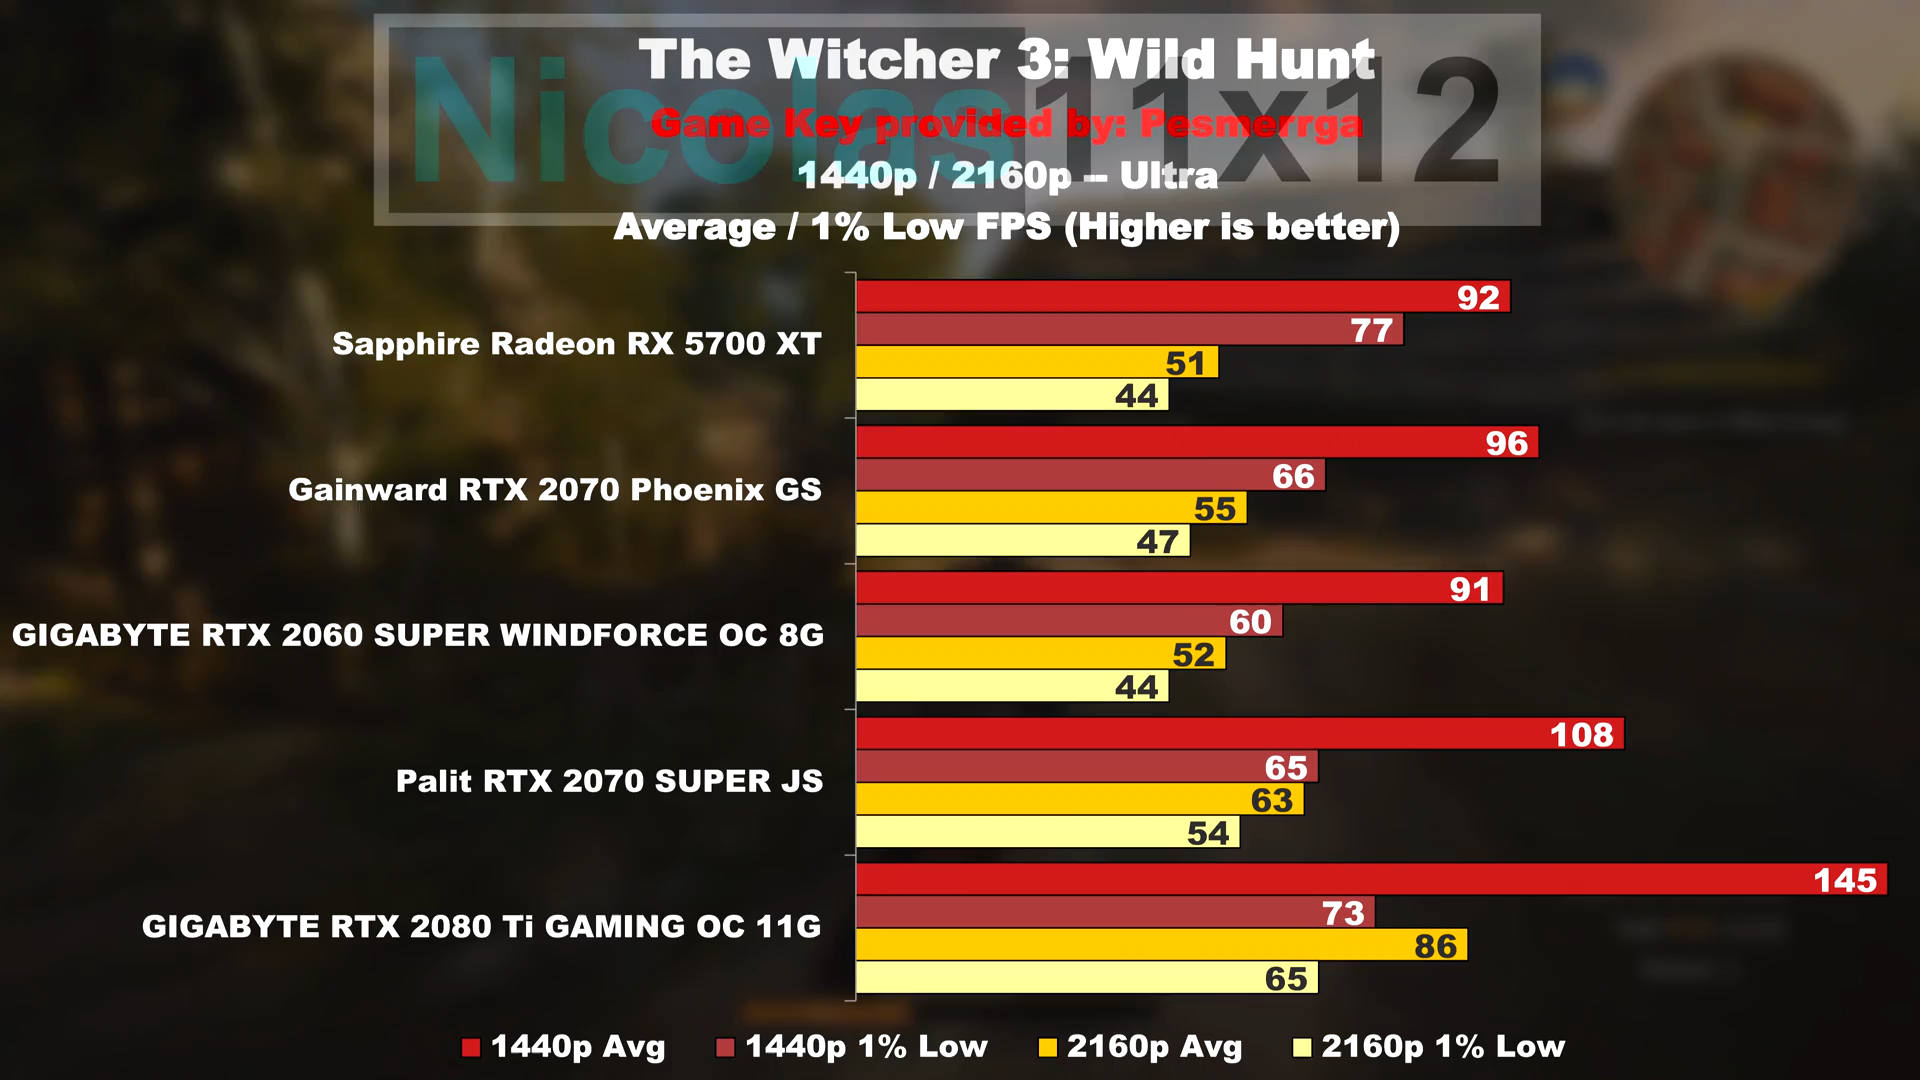 Nicolas11x12
The Witcher 3: Wild Hunt
Game Key provided by: Pesmerrga
1440p / 2160p – Ultra
Average / 1% Low FPS (Higher is better)
Sapphire Radeon RX 5700 XT
92
77
51
44
Gainward RTX 2070 Phoenix GS
96
66
55
47
GIGABYTE RTX 2060 SUPER WINDFORCE OC 8G
91
60
52
44
Palit RTX 2070 SUPER JS
108
65
63
54
GIGABYTE RTX 2080 Ti GAMING OC 11G
145
73
86
65
1440p Avg 1440p 1% Low 2160p Avg 2160p 1% Low